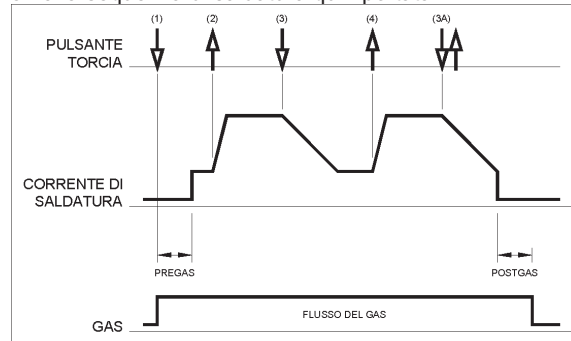 (1) (2) (3) (4) (3A)
PULSANTE
TORCIA
CORRENTE DI
SALDATURA
PREGAS POSTGAS
FLUSSO DEL GAS
GAS